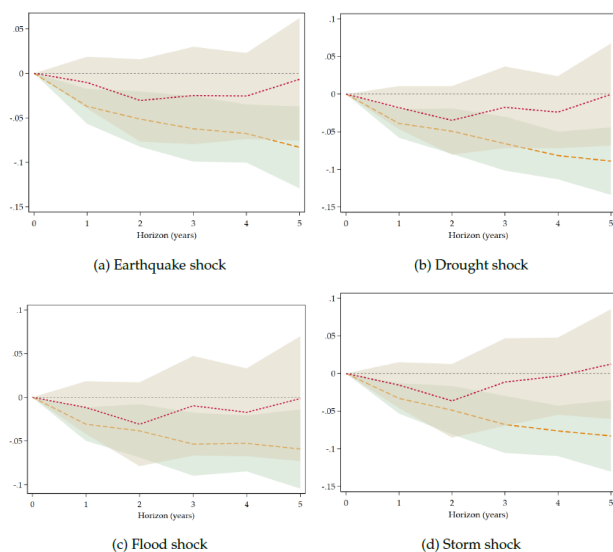 .05
0
-.05
-.1
-.15
0 1 2 3 4 5
Horizon (years)
(a) Earthquake shock
.1
.05
0
-.05
-.1
-.15
0 1 2 3 4 5
Horizon (years)
(b) Drought shock
.1
.05
0
-.05
-.1
0 1 2 3 4 5
Horizon (years)
(c) Flood shock
.1
.05
0
-.05
-.1
-.15
0 1 2 3 4 5
Horizon (years)
(d) Storm shock